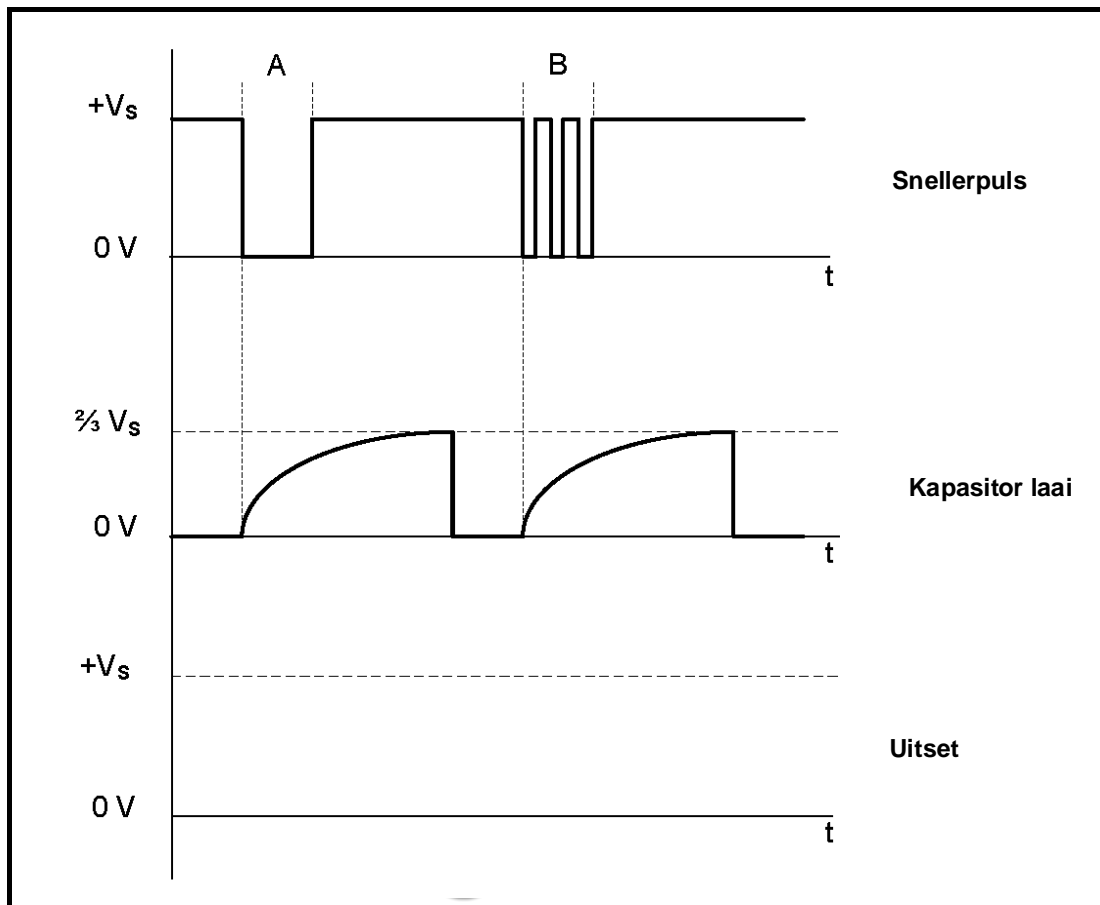 A B
+Vs
Snellerpuls
0 V
t
⅔ Vs
Kapasitor laai
0 V
t
+Vs
Uitset
0 V
t